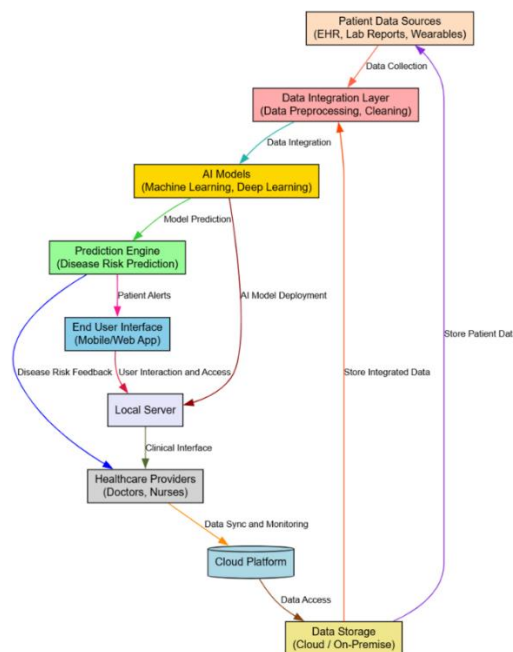 Patient Data Sources
(EHR, Lab Reports, Wearables)
Data Collection
Data Integration Layer
(Data Preprocessing, Cleaning)
Data Integration
AI Models
(Machine Learning, Deep Learning)
Model Prediction
Prediction Engine
(Disease Risk Prediction)
Patient Alerts
AI Model Deployment
End User Interface
(Mobile/Web App)
Store Patient Dat
Disease Risk Feedback
User Interaction and Access
Store Integrated Data
Local Server
Clinical Interface
Healthcare Providers
(Doctors, Nurses)
Data Sync and Monitoring
Cloud Platform
Data Access
Data Storage
(Cloud / On-Premise)